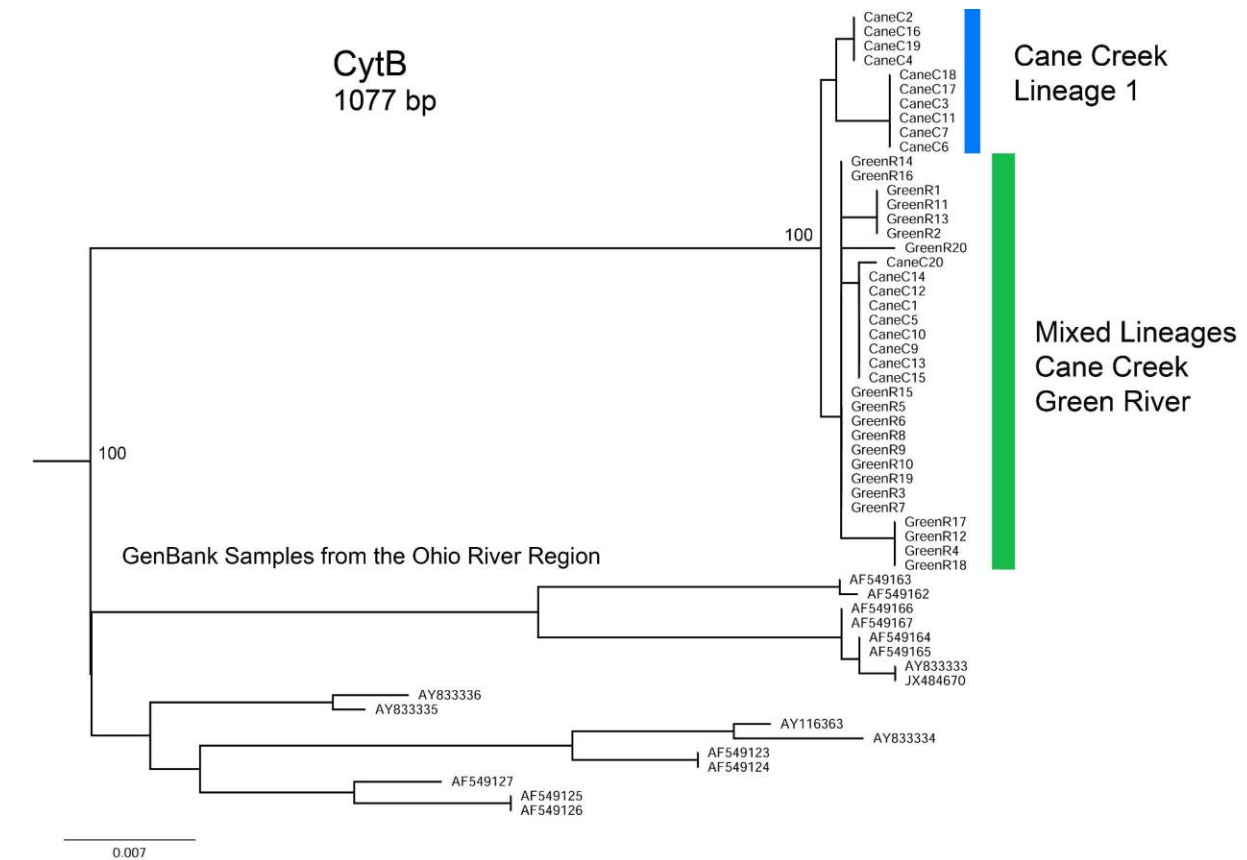 CytB
1077 bp
CaneC2
CaneC16
CaneC19
CaneC4
CaneC18
CaneC17
CaneC3
CaneC11
CaneC7
CaneC6
Cane Creek
Lineage 1
GreenR14
GreenR16
GreenR1
GreenR11
GreenR13
GreenR2
100
GreenR20
CaneC20
CaneC14
CaneC12
CaneC1
CaneC5
CaneC10
CaneC9
CaneC13
CaneC15
GreenR15
GreenR5
GreenR6
GreenR8
GreenR9
GreenR10
GreenR19
GreenR3
GreenR7
GreenR17
GreenR12
GreenR4
GreenR18
Mixed Lineages
Cane Creek
Green River
100
GenBank Samples from the Ohio River Region
AF549163
AF549162
AF549166
AF549167
AF549164
AF549165
AY833333
JX484670
AY833336
AY833335
AY116363
AY833334
AF549123
AF549124
AF549127
AF549125
AF549126
0.007